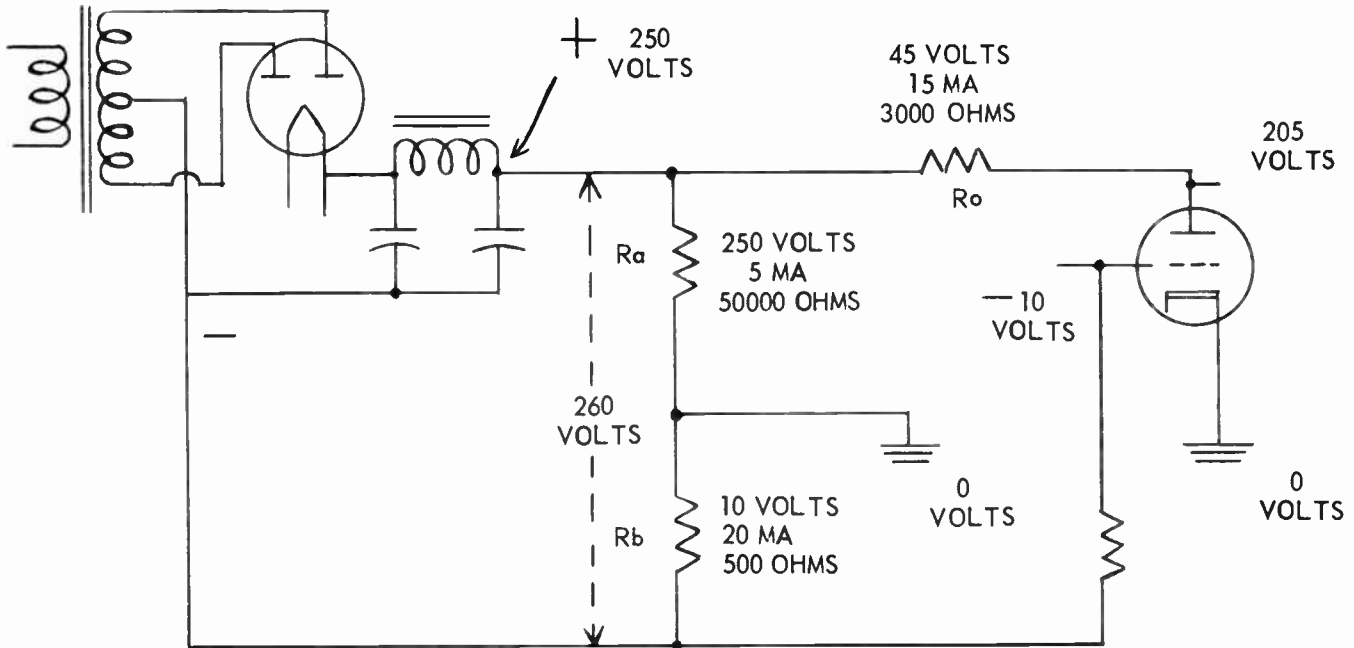 + 250
VOLTS
45 VOLTS
15 MA
3000 OHMS
205
VOLTS
Ro
Ra
250 VOLTS
5 MA
50000 OHMS
— 10
VOLTS
—
260
VOLTS
0
VOLTS
0
VOLTS
Rb
10 VOLTS
20 MA
500 OHMS